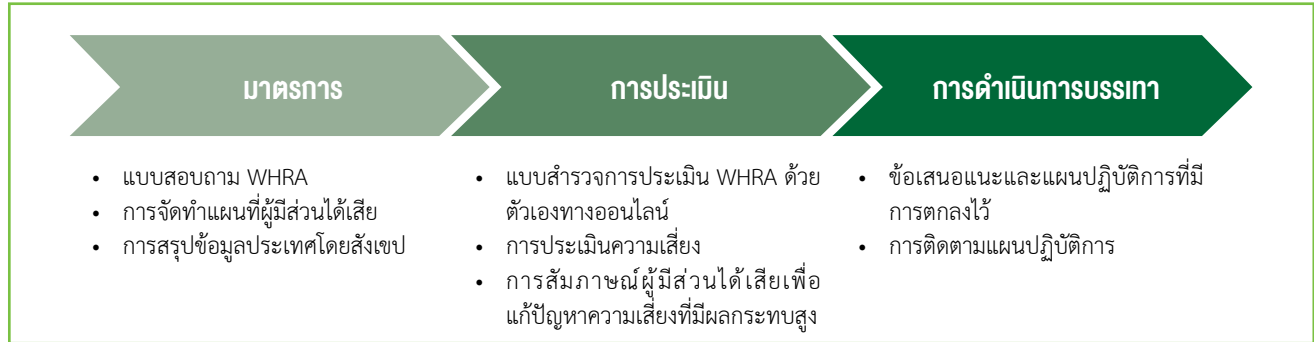 มาตรการ
การประเมิน
การดำเนินการบรรเทา
• แบบสอบถาม WHRA
• การจัดทำแผนที่ผู้มีส่วนได้เสีย
• การสรุปข้อมูลประเทศโดยสังเขป
• แบบสำรวจการประเมิน WHRA ด้วย
ตัวเองทางออนไลน์
• การประเมินความเสี่ยง
• การสัมภาษณ์ผู้มีส่วนได้เสียเพื่อ
แก้ปัญหาความเสี่ยงที่มีผลกระทบสูง
• ข้อเสนอแนะและแผนปฏิบัติการที่มี
การตกลงไว้
• การติดตามแผนปฏิบัติการ